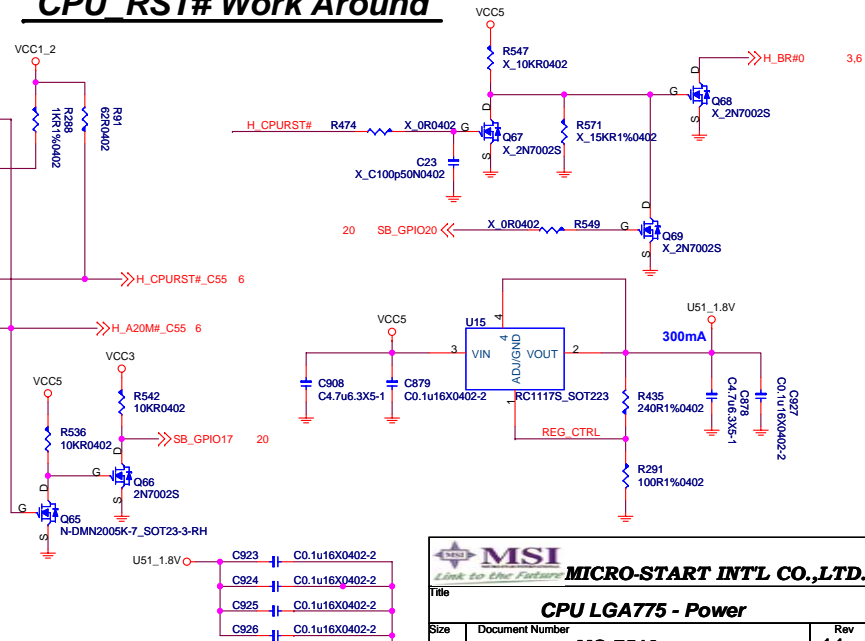 CPU_RST# Work Around
VCC5
VCC1_2
R547
X_10KR0402
H_BR#0 3,6
D
G
S
Q68
X_2N7002S
R288
1KR1%0402
R91
62R0402
H_CPURST#
R474
X_0R0402
G
D
S
Q67
X_2N7002S
R571
X_15KR1%0402
C23
X_C100p50N0402
20 SB_GPIO20
X_0R0402
R549
G
D
S
Q69
X_2N7002S
H_CPURST#_C55 6
H_A20M#_C55 6
VCC5
U15
4
4
3
VIN
ADJ/GND
VOUT
2
1
RC1117S_SOT223
U51_1.8V
300mA
C908
C4.7u6.3X5-1
C879
C0.1u16X0402-2
R435
240R1%0402
C878
C4.7u6.3X5-1
C927
C0.1u16X0402-2
REG_CTRL
R291
100R1%0402
VCC3
VCC5
R542
10KR0402
R536
10KR0402
SB_GPIO17 20
G
D
S
Q66
2N7002S
G
D
S
Q65
N-DMN2005K-7_SOT23-3-RH
U51_1.8V
C923 C0.1u16X0402-2
C924 C0.1u16X0402-2
C925 C0.1u16X0402-2
C926 C0.1u16X0402-2
MSI
Link to the Future
MICRO-START INT'L CO.,LTD.
Title
CPU LGA775 - Power
Size
Document Number
Rev